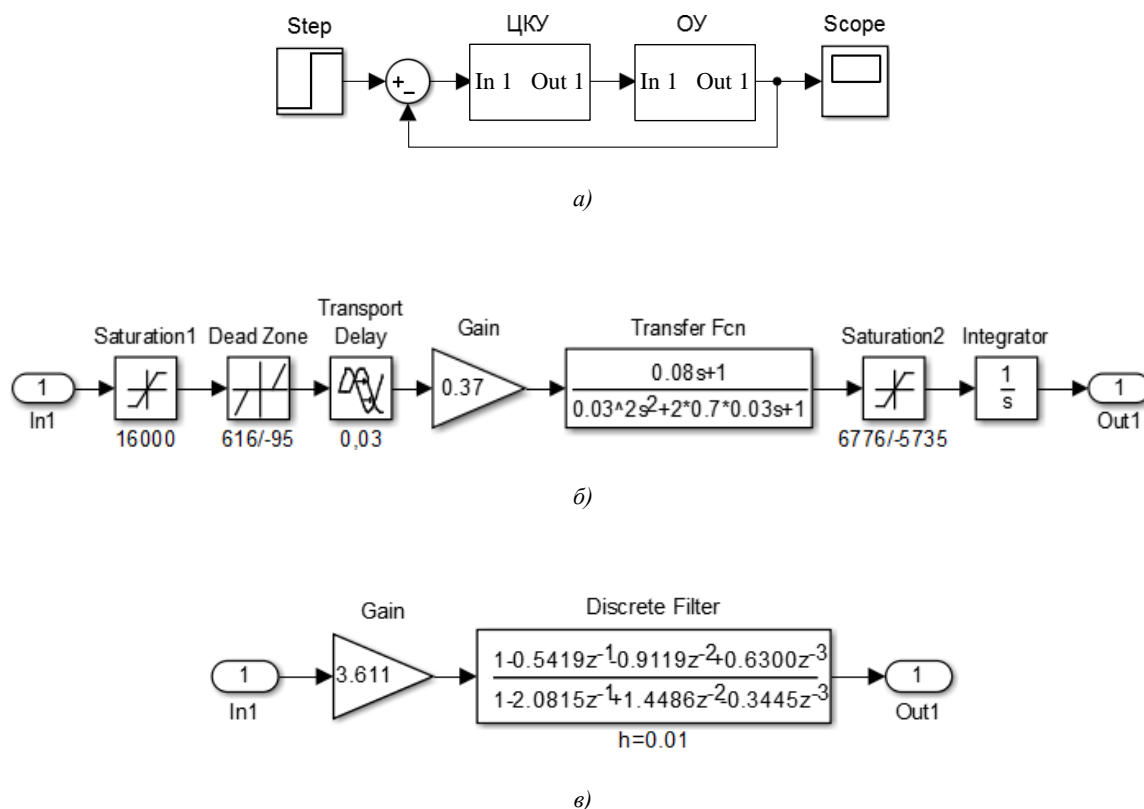 Step ЦКУ ОУ Scope
+
−
In 1 Out 1 In 1 Out 1
а)
Saturation1 Dead Zone Transport Delay Gain Transfer Fcn Saturation2 Integrator
1 0.37 0.08s+1 1
0.03^2s²+2*0.7*0.03s+1 s 1
In1 16000 616/-95 0,03 6776/-5735 Out1
б)
Gain Discrete Filter
1 3.611 1-0.5419z⁻¹-0.9119z⁻²+0.6300z⁻³ 1
1-2.0815z⁻¹+1.4486z⁻²-0.3445z⁻³
In1 Out1
h=0.01
в)